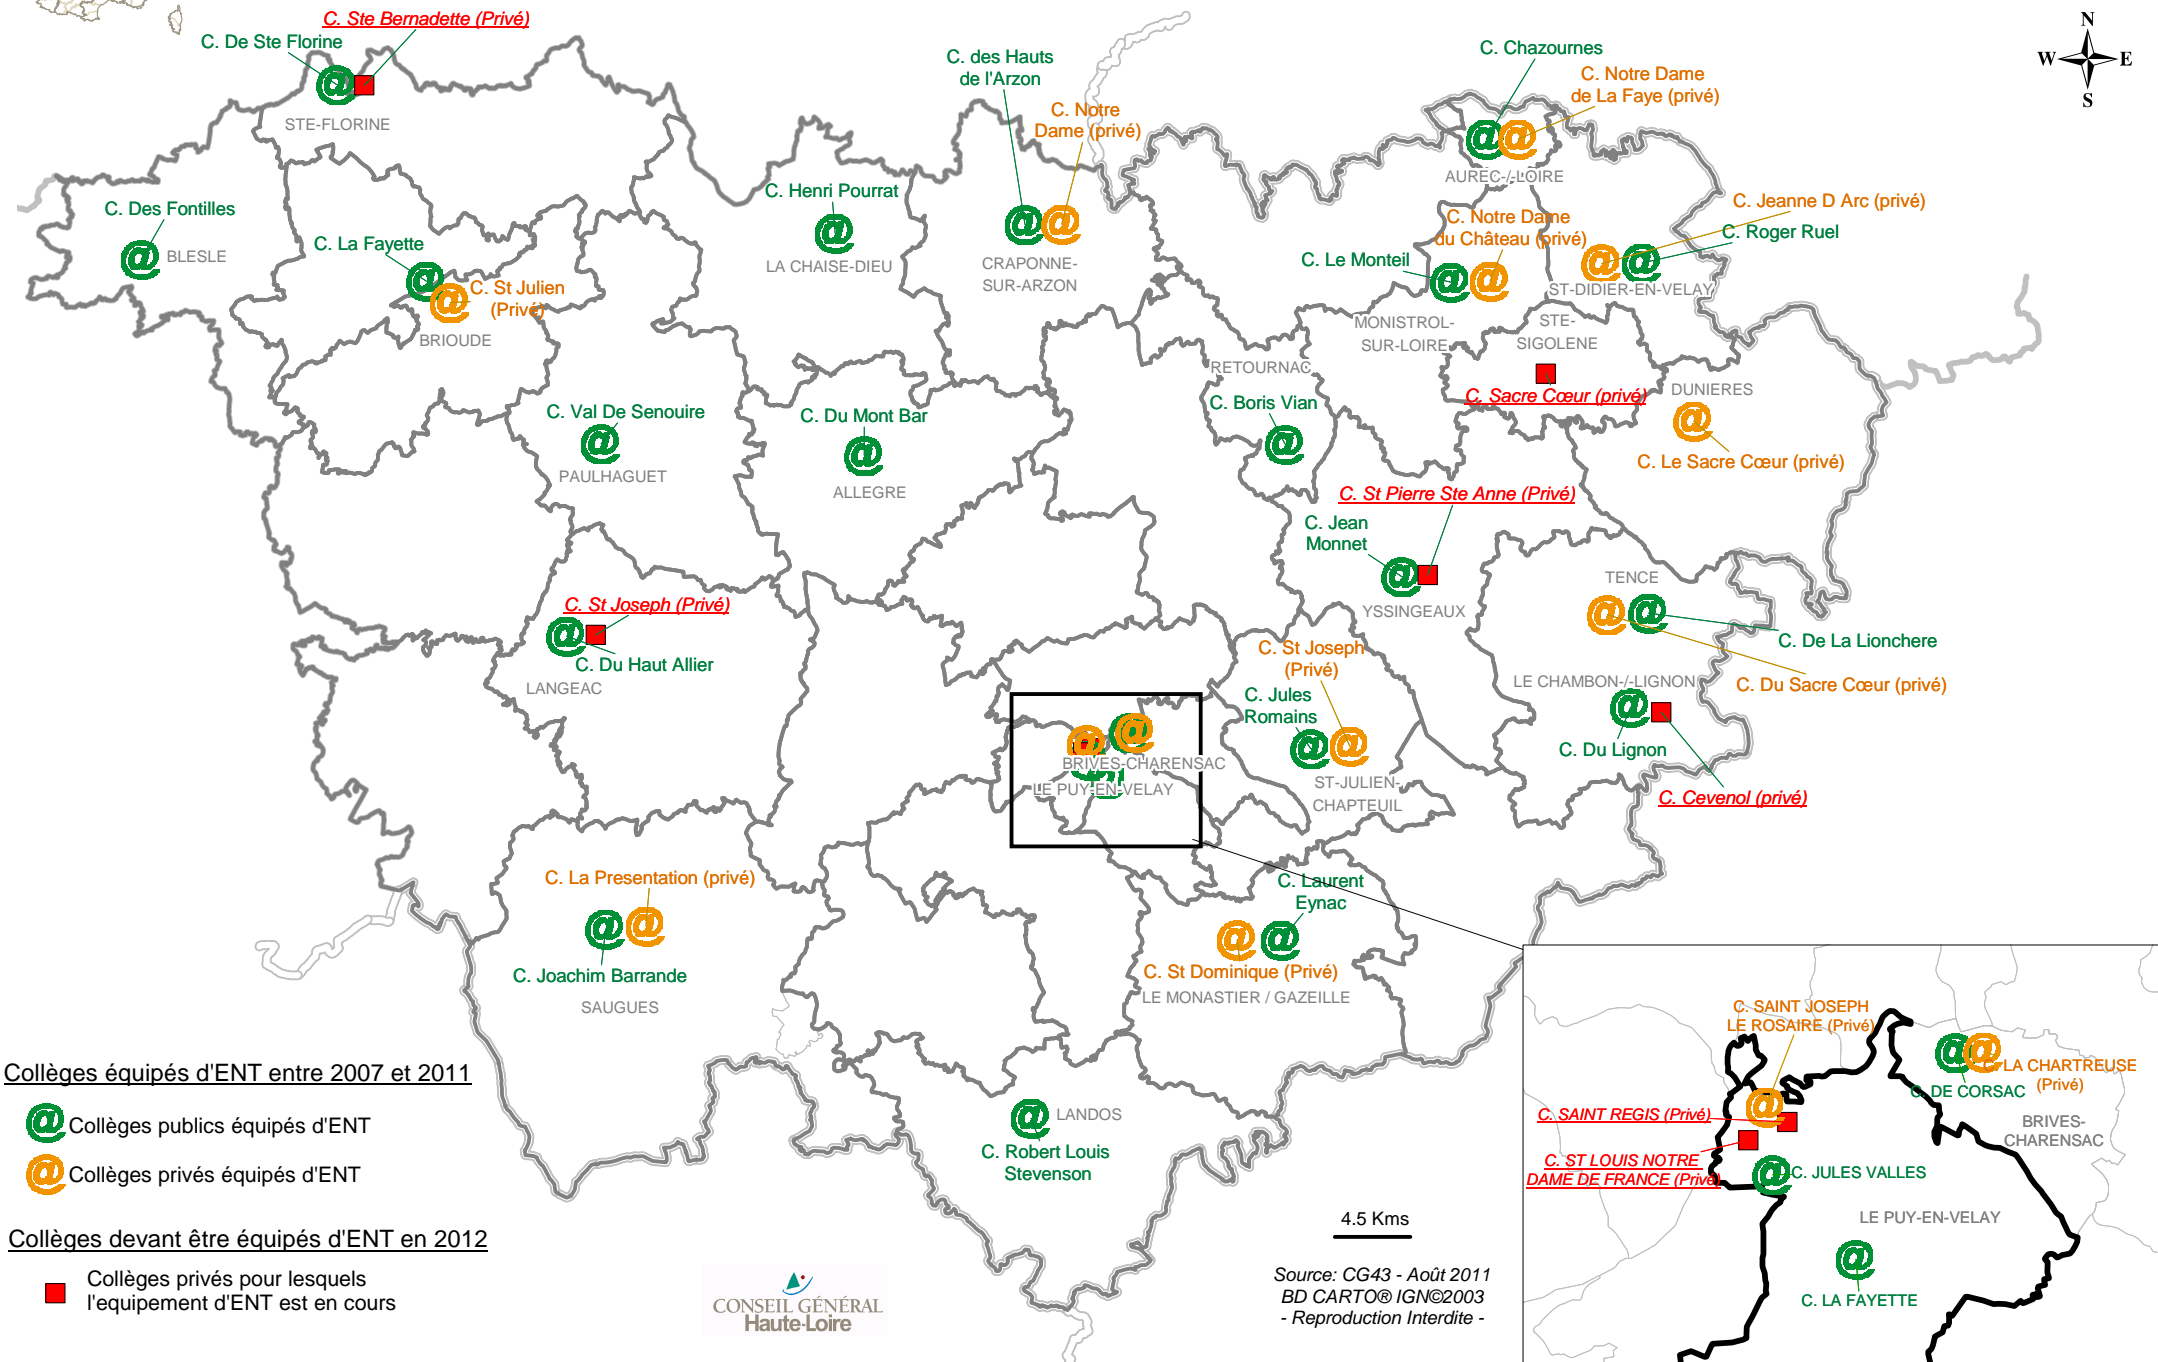 C. Ste Bernadette (Privé)
C. De Ste Florine
STE-FLORINE
C. des Hauts
de l'Arzon
C. Notre
Dame (privé)
CRAPONNE-
SUR-ARZON
C. Chazournes
C. Notre Dame
de La Faye (privé)
AUREC-/-LOIRE
N
W
E
S
C. Des Fontilles
BLESLE
C. La Fayette
C. St Julien
(Privé)
BRIOUDE
C. Henri Pourrat
LA CHAISE-DIEU
C. Jeanne D Arc (privé)
C. Roger Ruel
ST-DIDIER-EN-VELAY
C. Notre Dame
du Château (privé)
C. Le Monteil
MONISTROL-
SUR-LOIRE
STE-
SIGOLENE
C. Sacre Cœur (privé)
RETOURNAC
C. Boris Vian
DUNIERES
C. Le Sacre Cœur (privé)
C. Val De Senouire
PAULHAGUET
C. Du Mont Bar
ALLEGRE
C. St Pierre Ste Anne (Privé)
C. Jean
Monnet
YSSINGEAUX
TENCE
C. De La Lionchere
C. Du Sacre Cœur (privé)
C. St Joseph (Privé)
C. Du Haut Allier
LANGEAC
C. St Joseph
(Privé)
C. Jules
Romains
ST-JULIEN-
CHAPTEUIL
LE CHAMBON-/-LIGNON
C. Du Lignon
C. Cevenol (privé)
BRIVES-CHARENSAC
LE PUY-EN-VELAY
C. La Presentation (privé)
C. Joachim Barrande
SAUGUES
C. Laurent
Eynac
C. St Dominique (Privé)
LE MONASTIER / GAZEILLE
LANDOS
C. Robert Louis
Stevenson
C. SAINT JOSEPH
LE ROSAIRE (Privé)
C. LA CHARTREUSE
(Privé)
C. DE CORSAC
BRIVES-
CHARENSAC
C. SAINT REGIS (Privé)
C. ST LOUIS NOTRE
DAME DE FRANCE (Privé)
C. JULES VALLES
LE PUY-EN-VELAY
C. LA FAYETTE
Collèges équipés d'ENT entre 2007 et 2011
@ Collèges publics équipés d'ENT
@ Collèges privés équipés d'ENT
Collèges devant être équipés d'ENT en 2012
Collèges privés pour lesquels
l'equipement d'ENT est en cours
CONSEIL GÉNÉRAL
Haute-Loire
4.5 Kms
Source: CG43 - Août 2011
BD CARTO® IGN©2003
- Reproduction Interdite -